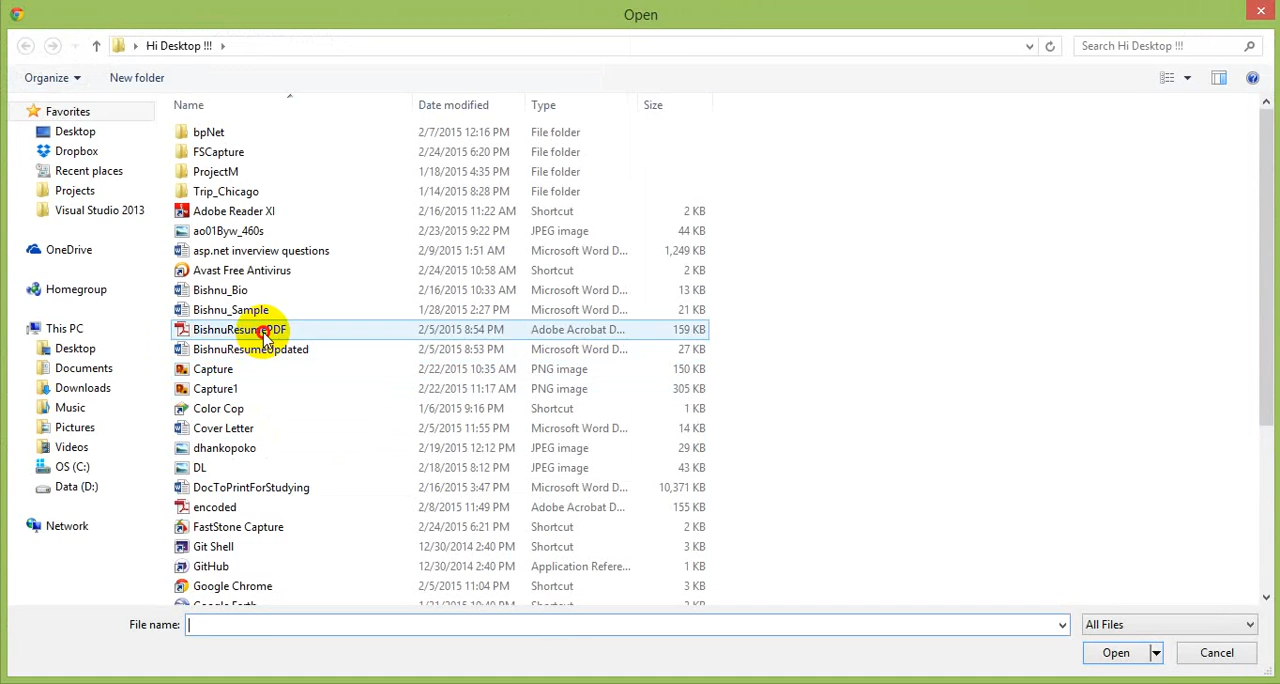 Open
Hi Desktop !!!
Search Hi Desktop !!!
Organize New folder
Name Date modified Type Size
Favorites
Desktop
Dropbox
Recent places
Projects
Visual Studio 2013
OneDrive
Homegroup
This PC
Desktop
Documents
Downloads
Music
Pictures
Videos
OS (C:)
Data (D:)
Network
bpNet 2/7/2015 12:16 PM File folder
FSCapture 2/24/2015 6:20 PM File folder
ProjectM 1/18/2015 4:35 PM File folder
Trip_Chicago 1/14/2015 8:28 PM File folder
Adobe Reader XI 2/16/2015 11:22 AM Shortcut 2 KB
ao01Byw_460s 2/23/2015 9:22 PM JPEG image 44 KB
asp.net inverview questions 2/9/2015 1:51 AM Microsoft Word D... 1,249 KB
Avast Free Antivirus 2/24/2015 10:58 AM Shortcut 2 KB
Bishnu_Bio 2/16/2015 10:33 AM Microsoft Word D... 13 KB
Bishnu_Sample 1/28/2015 2:27 PM Microsoft Word D... 21 KB
BishnuResumePDF 2/5/2015 8:54 PM Adobe Acrobat D... 159 KB
BishnuResumeUpdated 2/5/2015 8:53 PM Microsoft Word D... 27 KB
Capture 2/22/2015 10:35 AM PNG image 150 KB
Capture1 2/22/2015 11:17 AM PNG image 305 KB
Color Cop 1/6/2015 9:16 PM Shortcut 1 KB
Cover Letter 2/5/2015 11:55 PM Microsoft Word D... 14 KB
dhankopoko 2/19/2015 12:12 PM JPEG image 29 KB
DL 2/18/2015 8:12 PM JPEG image 43 KB
DocToPrintForStudying 2/16/2015 3:47 PM Microsoft Word D... 10,371 KB
encoded 2/8/2015 11:49 PM Adobe Acrobat D... 155 KB
FastStone Capture 2/24/2015 6:21 PM Shortcut 2 KB
Git Shell 12/30/2014 2:40 PM Shortcut 3 KB
GitHub 12/30/2014 2:40 PM Application Refere... 1 KB
Google Chrome 2/5/2015 11:04 PM Shortcut 3 KB
Google Earth
File name: All Files
Open Cancel